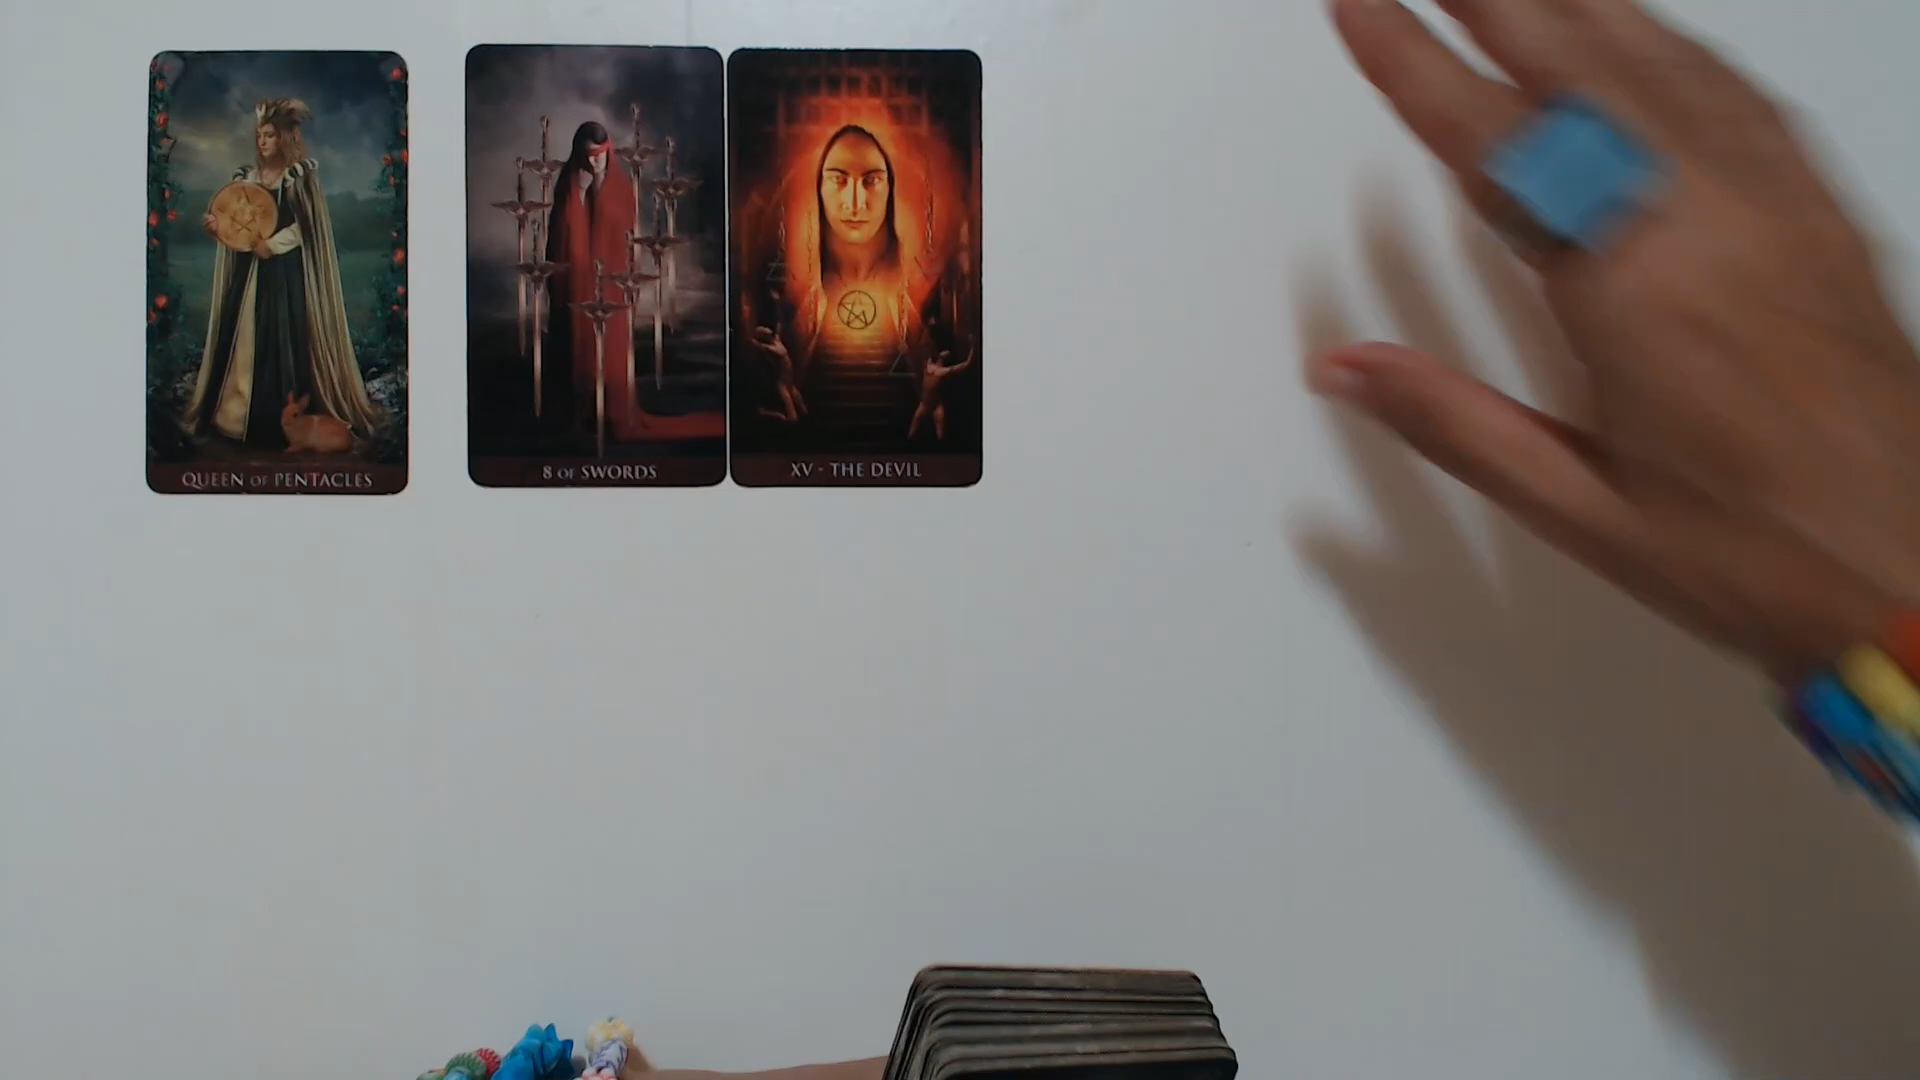 QUEEN OF PENTACLES
8 OF SWORDS
XV - THE DEVIL